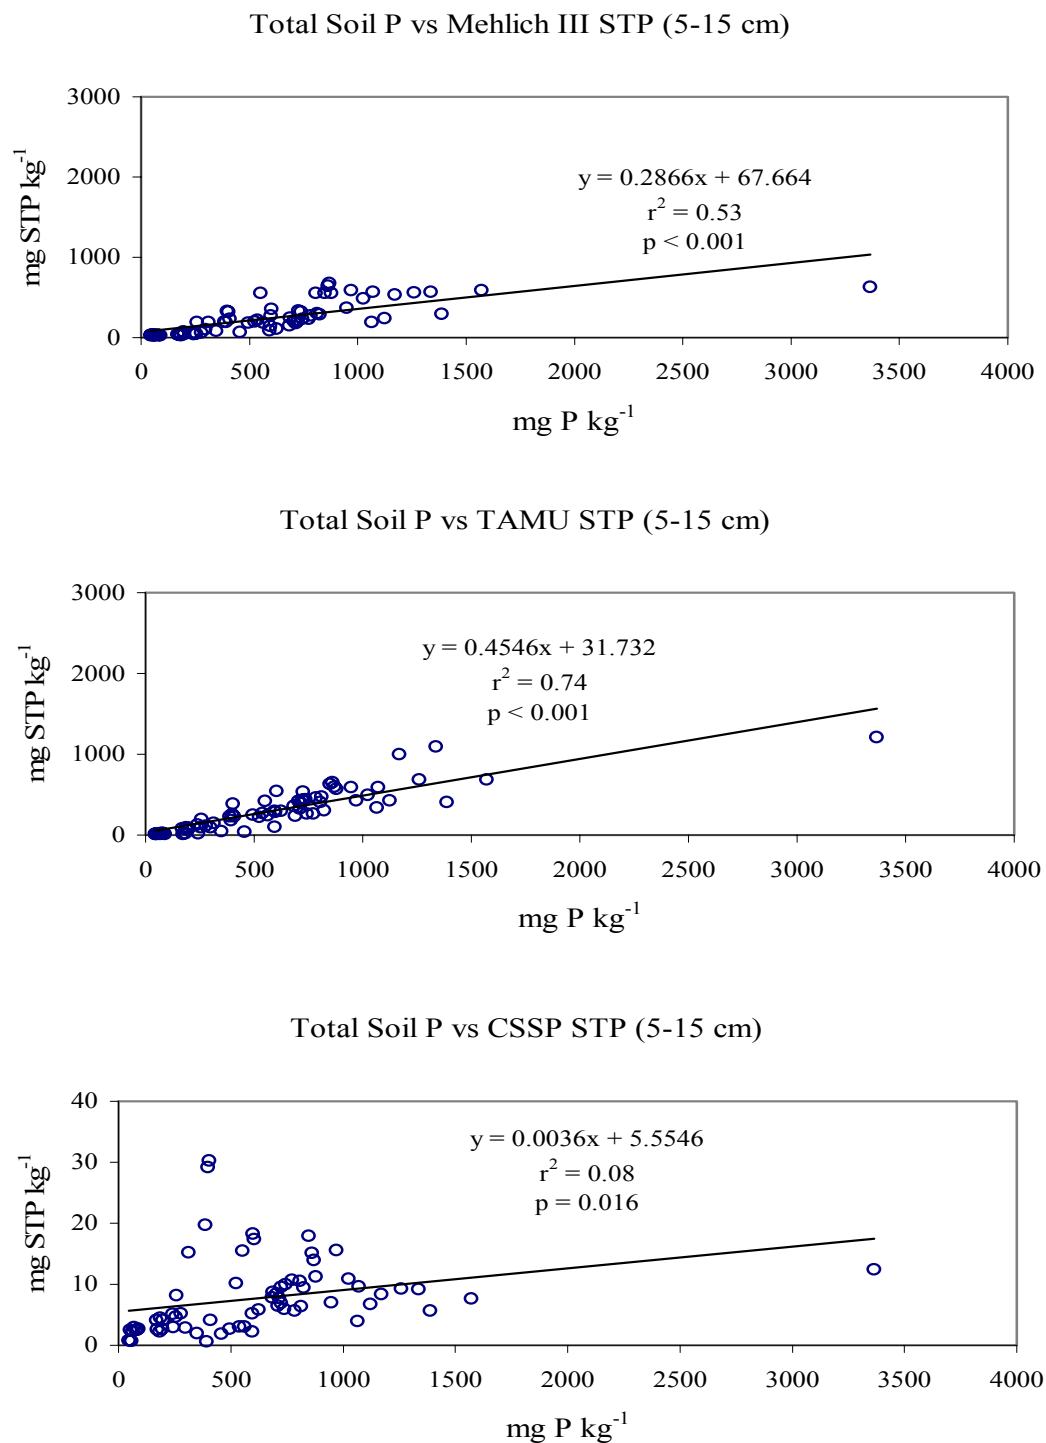 Total Soil P vs Mehlich III STP (5-15 cm)
3000
2000
1000
0
mg STP kg⁻¹
y = 0.2866x + 67.664
r² = 0.53
p < 0.001
0 500 1000 1500 2000 2500 3000 3500 4000
mg P kg⁻¹
Total Soil P vs TAMU STP (5-15 cm)
3000
2000
1000
0
mg STP kg⁻¹
y = 0.4546x + 31.732
r² = 0.74
p < 0.001
0 500 1000 1500 2000 2500 3000 3500 4000
mg P kg⁻¹
Total Soil P vs CSSP STP (5-15 cm)
40
30
20
10
0
mg STP kg⁻¹
y = 0.0036x + 5.5546
r² = 0.08
p = 0.016
0 500 1000 1500 2000 2500 3000 3500 4000
mg P kg⁻¹